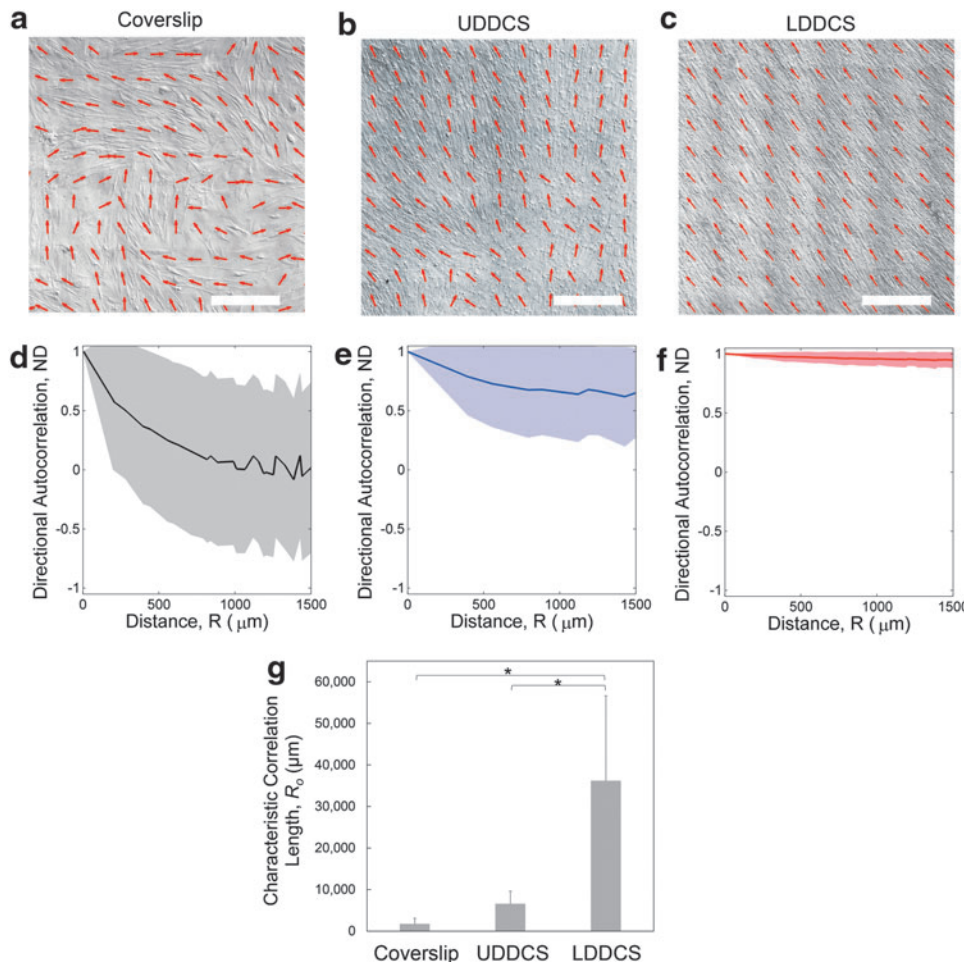 a Coverslip
b UDDCS
c LDDCS
d
Directional Autocorrelation, ND
1
0.5
0
-0.5
-1
0 500 1000 1500
Distance, R ( μm)
e
Directional Autocorrelation, ND
1
0.5
0
-0.5
-1
0 500 1000 1500
Distance, R ( μm)
f
Directional Autocorrelation, ND
1
0.5
0
-0.5
-1
0 500 1000 1500
Distance, R ( μm)
g
Characteristic Correlation
Length, Ro (μm)
60,000
50,000
40,000
30,000
20,000
10,000
0
*
*
Coverslip UDDCS LDDCS